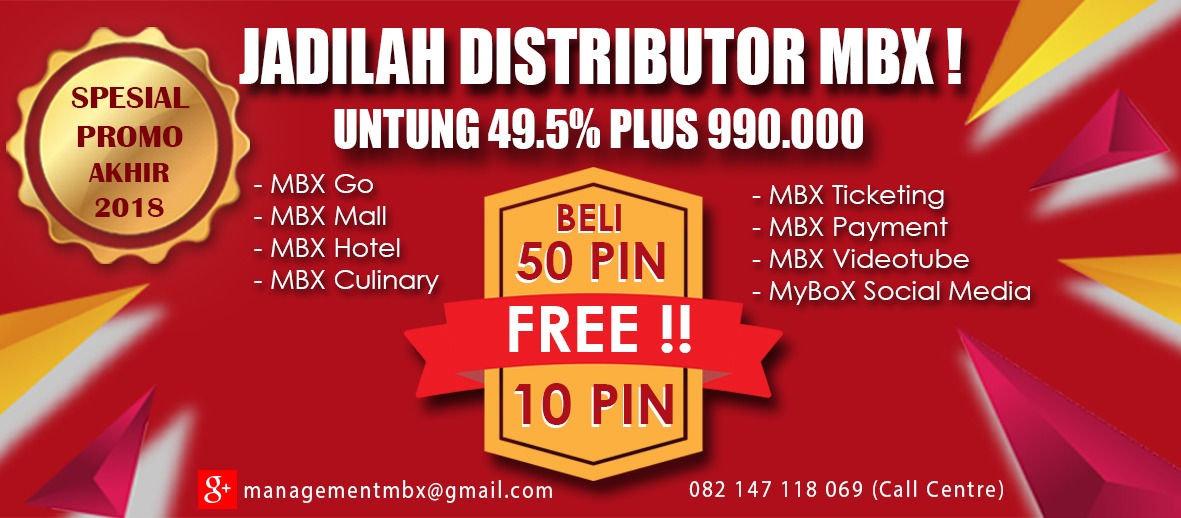 JADILAH DISTRIBUTOR MBX !
UNTUNG 49.5% PLUS 990.000
SPESIAL
PROMO
AKHIR
2018
- MBX Go
- MBX Mall
- MBX Hotel
- MBX Culinary
BELI
50 PIN
FREE !!
10 PIN
- MBX Ticketing
- MBX Payment
- MBX Videotube
- MyBoX Social Media
g+ managementmbx@gmail.com
082 147 118 069 (Call Centre)